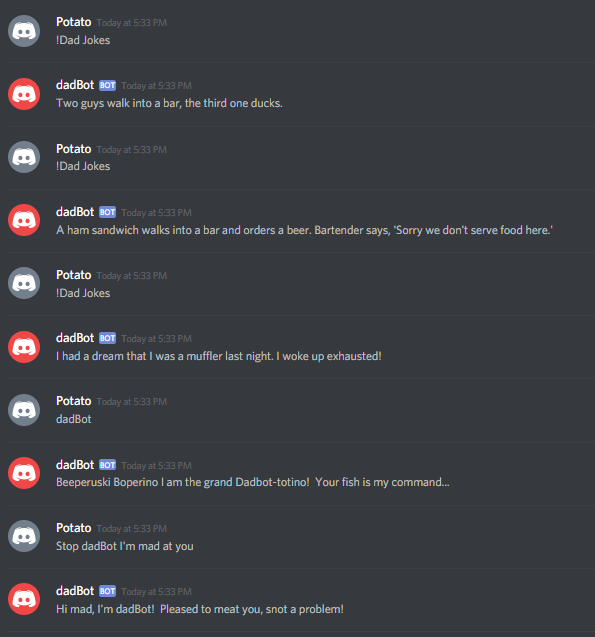 Potato Today at 5:33 PM
!Dad Jokes
dadBot BOT Today at 5:33 PM
Two guys walk into a bar, the third one ducks.
Potato Today at 5:33 PM
!Dad Jokes
dadBot BOT Today at 5:33 PM
A ham sandwich walks into a bar and orders a beer. Bartender says, 'Sorry we don't serve food here.'
Potato Today at 5:33 PM
!Dad Jokes
dadBot BOT Today at 5:33 PM
I had a dream that I was a muffler last night. I woke up exhausted!
Potato Today at 5:33 PM
dadBot
dadBot BOT Today at 5:33 PM
Beeperuski Boperino I am the grand Dadbot-totino!  Your fish is my command...
Potato Today at 5:33 PM
Stop dadBot I'm mad at you
dadBot BOT Today at 5:33 PM
Hi mad, I'm dadBot!  Pleased to meat you, snot a problem!